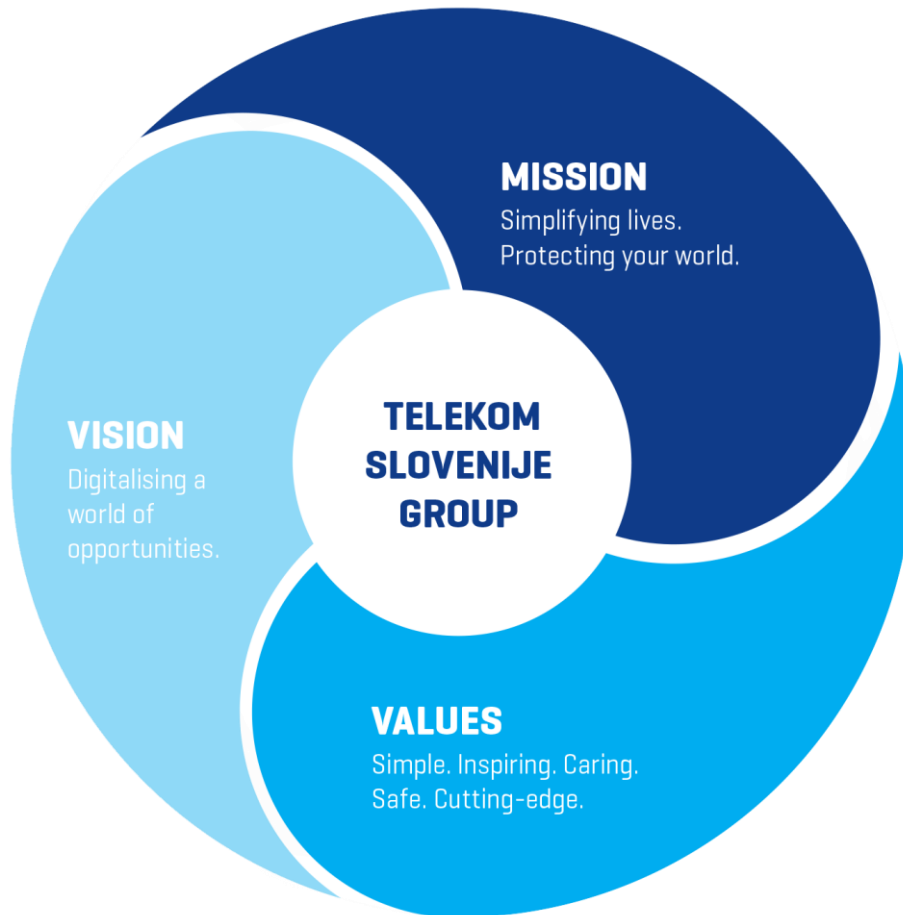 MISSION
Simplifying lives.
Protecting your world.
TELEKOM
SLOVENIJE
GROUP
VISION
Digitalising a
world of
opportunities.
VALUES
Simple. Inspiring. Caring.
Safe. Cutting-edge.